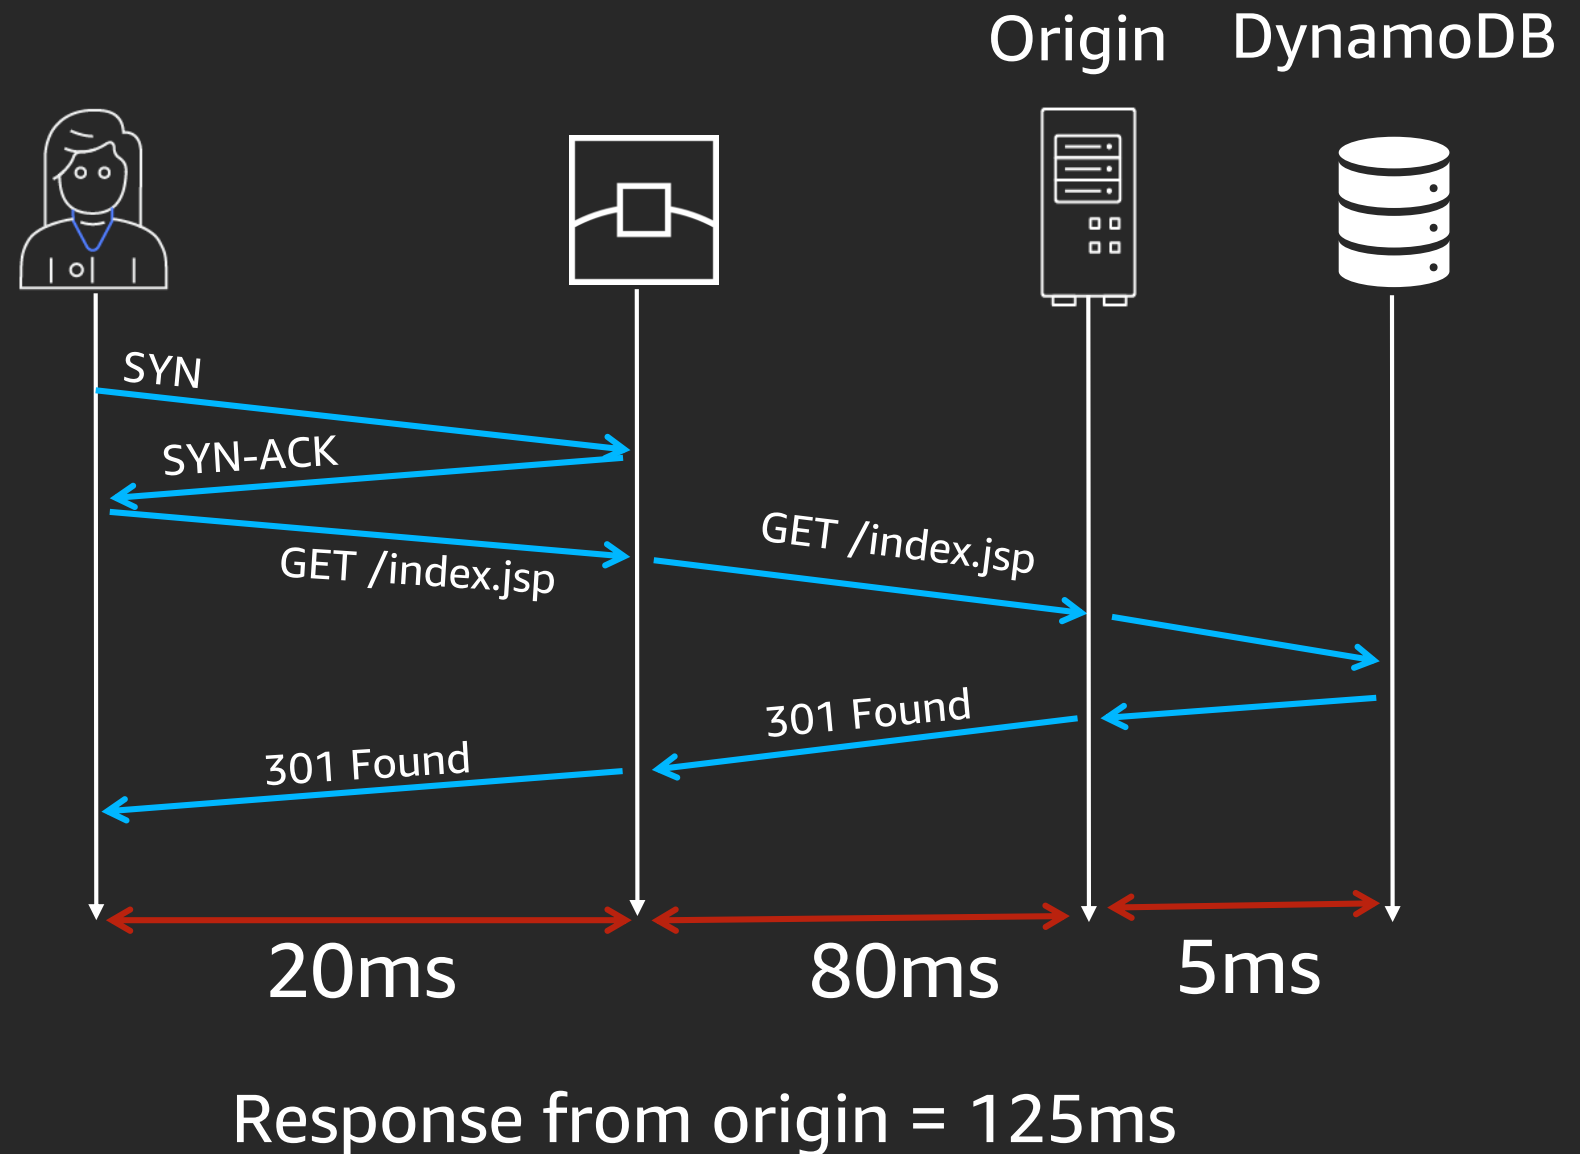 Origin
DynamoDB
SYN
SYN-ACK
GET /index.jsp
GET /index.jsp
301 Found
301 Found
20ms
80ms
5ms
Response from origin = 125ms